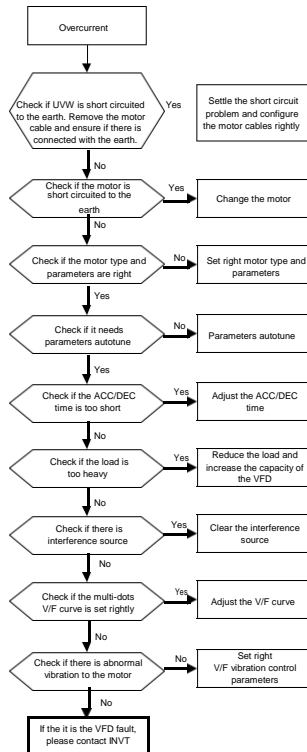 Overcurrent
Check if UVW is short circuited
to the earth. Remove the motor
cable and ensure if there is
connected with the earth.
Yes
Settle the short circuit
problem and configure
the motor cables rightly
No
Check if the motor is
short circuited to the
earth
Yes
Change the motor
No
Check if the motor type and
parameters are right
No
Set right motor type and
parameters
Yes
Check if it needs
parameters autotune
No
Parameters autotune
Yes
Check if the ACC/DEC
time is too short
Yes
Adjust the ACC/DEC
time
No
Check if the load is
too heavy
Yes
Reduce the load and
increase the capacity of
the VFD
No
Check if there is
interference source
Yes
Clear the interference
source
No
Check if the multi-dots
V/F curve is set rightly
Yes
Adjust the V/F curve
No
Check if there is abnormal
vibration to the motor
No
Set right
V/F vibration control
parameters
No
If the it is the VFD fault,
please contact INVT